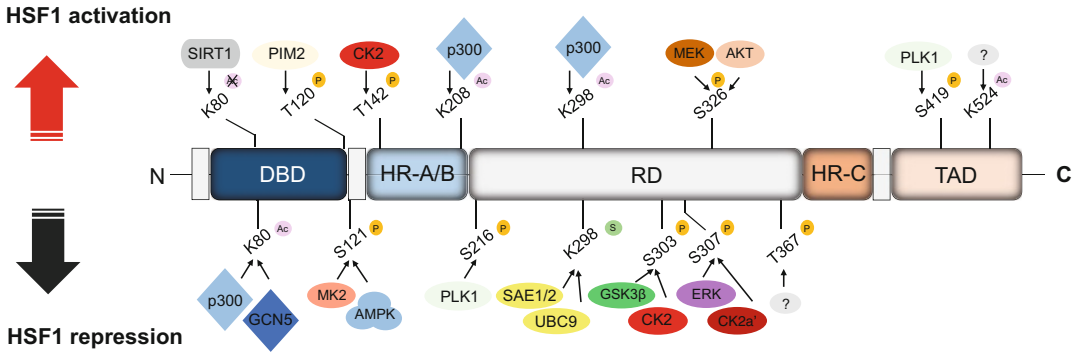 HSF1 activation
SIRT1 PIM2 CK2 p300 p300 MEK AKT PLK1 ?
Ac P P Ac Ac P P Ac
K80 T120 T142 K208 K298 S326 S419 K524
N DBD HR-A/B RD HR-C TAD C
K80 Ac S121 P S216 P K298 S S303 P S307 P T367 P
p300 GCN5 MK2 AMPK PLK1 SAE1/2 UBC9 GSK3β CK2 ERK CK2a' ?
HSF1 repression